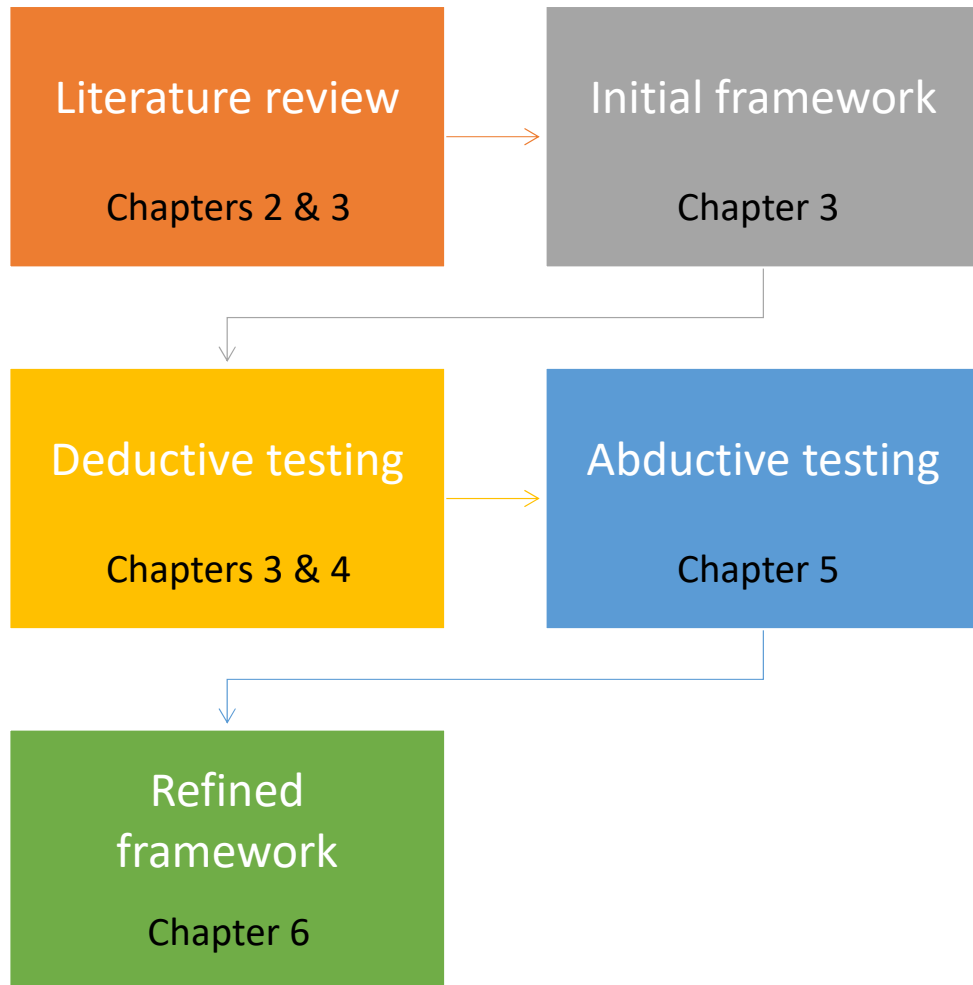 Literature review
Chapters 2 & 3
Initial framework
Chapter 3
Deductive testing
Chapters 3 & 4
Abductive testing
Chapter 5
Refined
framework
Chapter 6